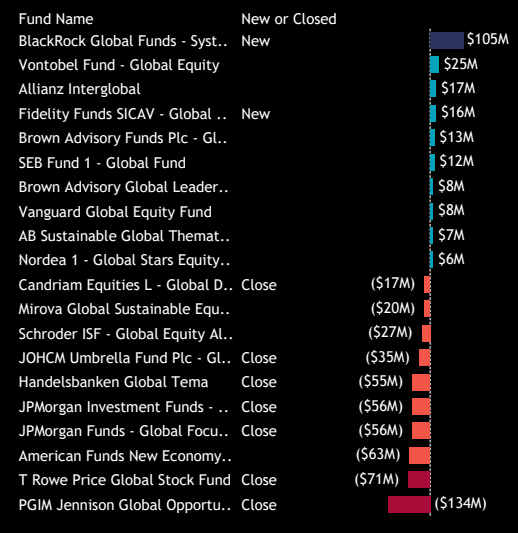 Fund Name New or Closed
BlackRock Global Funds - Syst.. New $105M
Vontobel Fund - Global Equity $25M
Allianz Interglobal $17M
Fidelity Funds SICAV - Global .. New $16M
Brown Advisory Funds Plc - Gl.. $13M
SEB Fund 1 - Global Fund $12M
Brown Advisory Global Leader.. $8M
Vanguard Global Equity Fund $8M
AB Sustainable Global Themat.. $7M
Nordea 1 - Global Stars Equity.. $6M
Candriam Equities L - Global D.. Close ($17M)
Mirova Global Sustainable Equ.. ($20M)
Schroder ISF - Global Equity Al.. ($27M)
JOHCM Umbrella Fund Plc - Gl.. Close ($35M)
Handelsbanken Global Tema Close ($55M)
JPMorgan Investment Funds - .. Close ($56M)
JPMorgan Funds - Global Focu.. Close ($56M)
American Funds New Economy.. ($63M)
T Rowe Price Global Stock Fund Close ($71M)
PGIM Jennison Global Opportu.. Close ($134M)